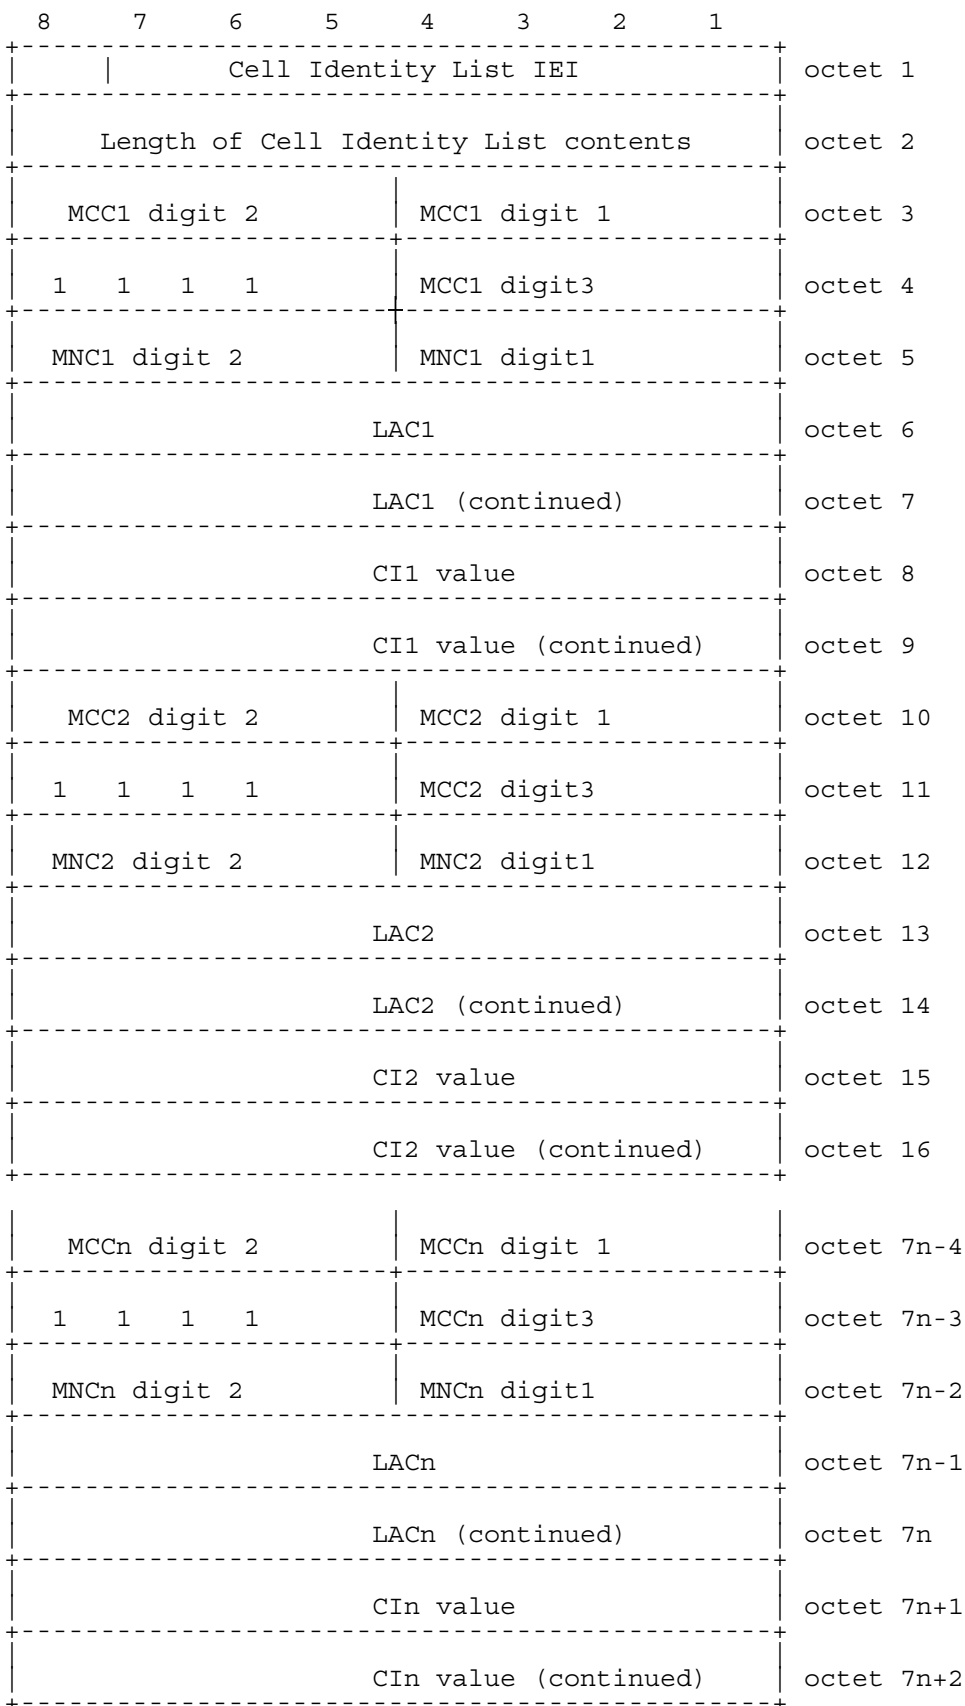 8 7 6 5 4 3 2 1
Cell Identity List IEI octet 1
Length of Cell Identity List contents octet 2
MCC1 digit 2 MCC1 digit 1 octet 3
1 1 1 1 MCC1 digit3 octet 4
MNC1 digit 2 MNC1 digit1 octet 5
LAC1 octet 6
LAC1 (continued) octet 7
CI1 value octet 8
CI1 value (continued) octet 9
MCC2 digit 2 MCC2 digit 1 octet 10
1 1 1 1 MCC2 digit3 octet 11
MNC2 digit 2 MNC2 digit1 octet 12
LAC2 octet 13
LAC2 (continued) octet 14
CI2 value octet 15
CI2 value (continued) octet 16
MCCn digit 2 MCCn digit 1 octet 7n-4
1 1 1 1 MCCn digit3 octet 7n-3
MNCn digit 2 MNCn digit1 octet 7n-2
LACn octet 7n-1
LACn (continued) octet 7n
CIn value octet 7n+1
CIn value (continued) octet 7n+2